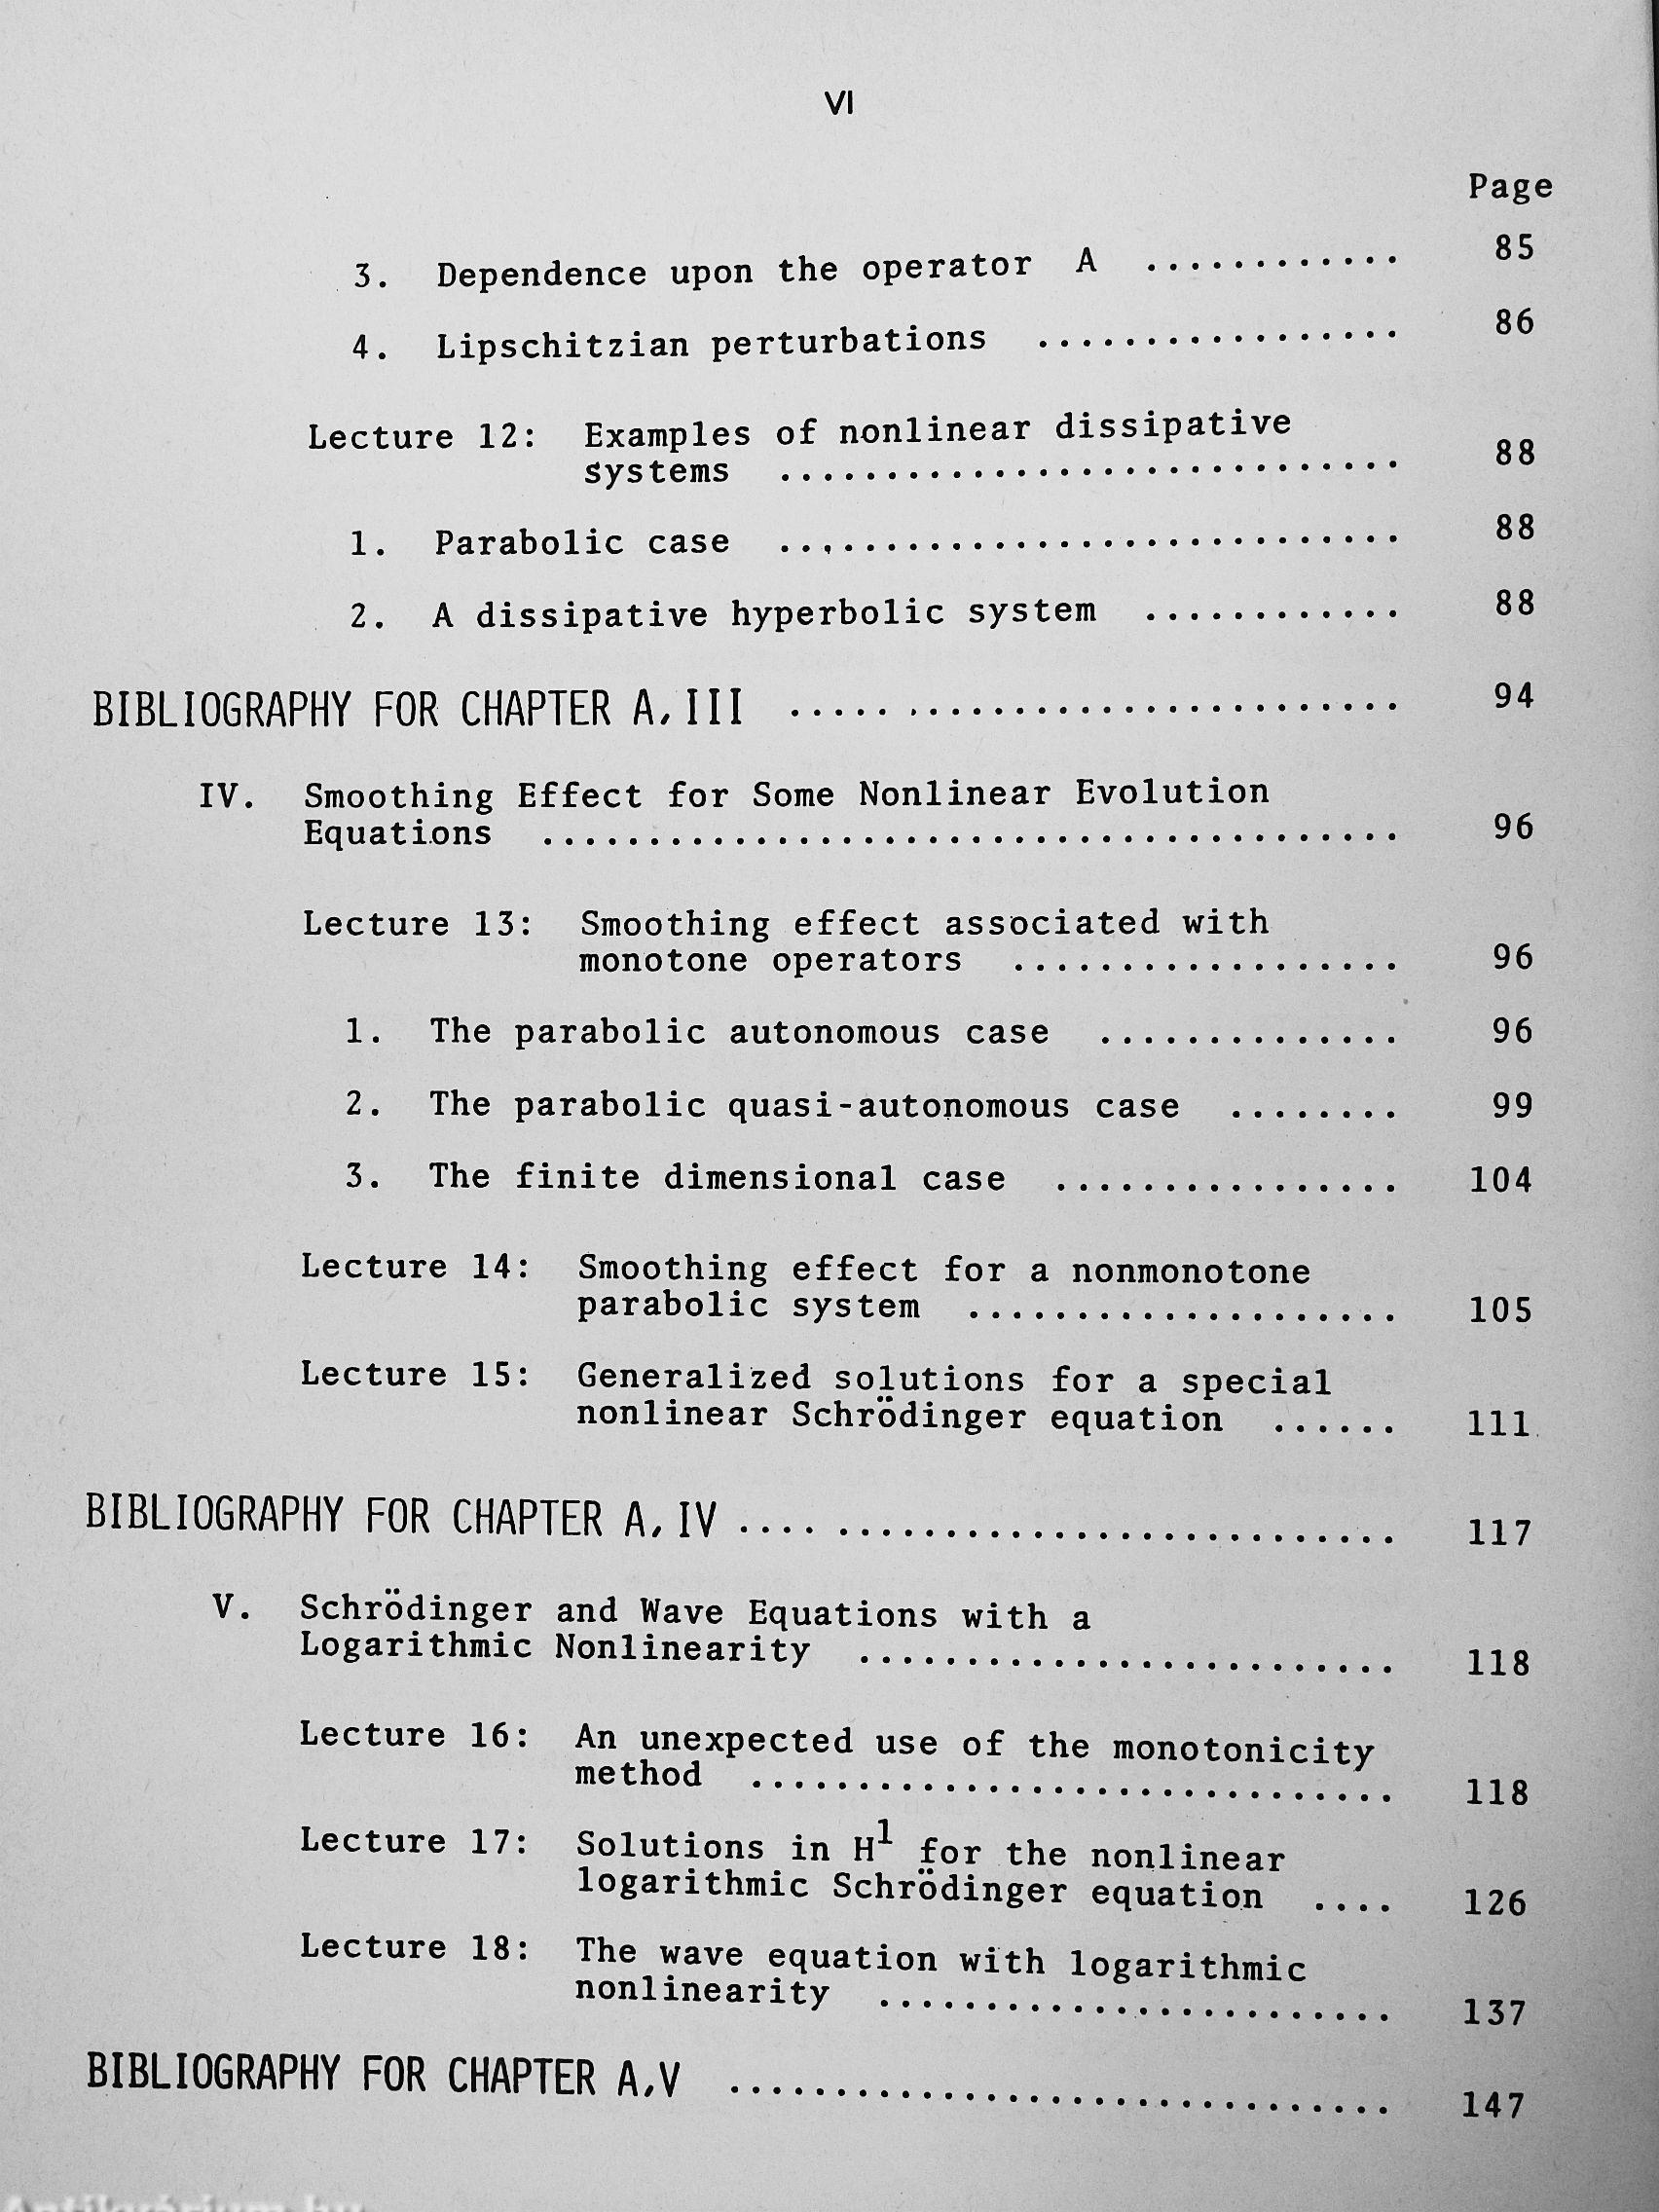 VI
Page
3. Dependence upon the operator A ............ 85
4. Lipschitzian perturbations ................. 86
Lecture 12: Examples of nonlinear dissipative
systems ............................. 88
1. Parabolic case ............................. 88
2. A dissipative hyperbolic system ............ 88
BIBLIOGRAPHY FOR CHAPTER A,III ............................ 94
IV. Smoothing Effect for Some Nonlinear Evolution
Equations ........................................ 96
Lecture 13: Smoothing effect associated with
monotone operators .................. 96
1. The parabolic autonomous case .............. 96
2. The parabolic quasi-autonomous case ........ 99
3. The finite dimensional case ................ 104
Lecture 14: Smoothing effect for a nonmonotone
parabolic system .................... 105
Lecture 15: Generalized solutions for a special
nonlinear Schrödinger equation ...... 111
BIBLIOGRAPHY FOR CHAPTER A,IV .............................. 117
V. Schrödinger and Wave Equations with a
Logarithmic Nonlinearity ......................... 118
Lecture 16: An unexpected use of the monotonicity
method .............................. 118
Lecture 17: Solutions in H¹ for the nonlinear
logarithmic Schrödinger equation .... 126
Lecture 18: The wave equation with logarithmic
nonlinearity ........................ 137
BIBLIOGRAPHY FOR CHAPTER A,V ............................... 147